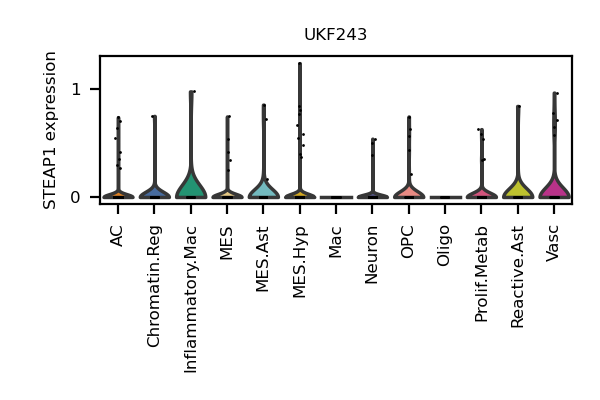 UKF243
STEAP1 expression
1
0
AC
Chromatin.Reg
Inflammatory.Mac
MES
MES.Ast
MES.Hyp
Mac
Neuron
OPC
Oligo
Prolif.Metab
Reactive.Ast
Vasc